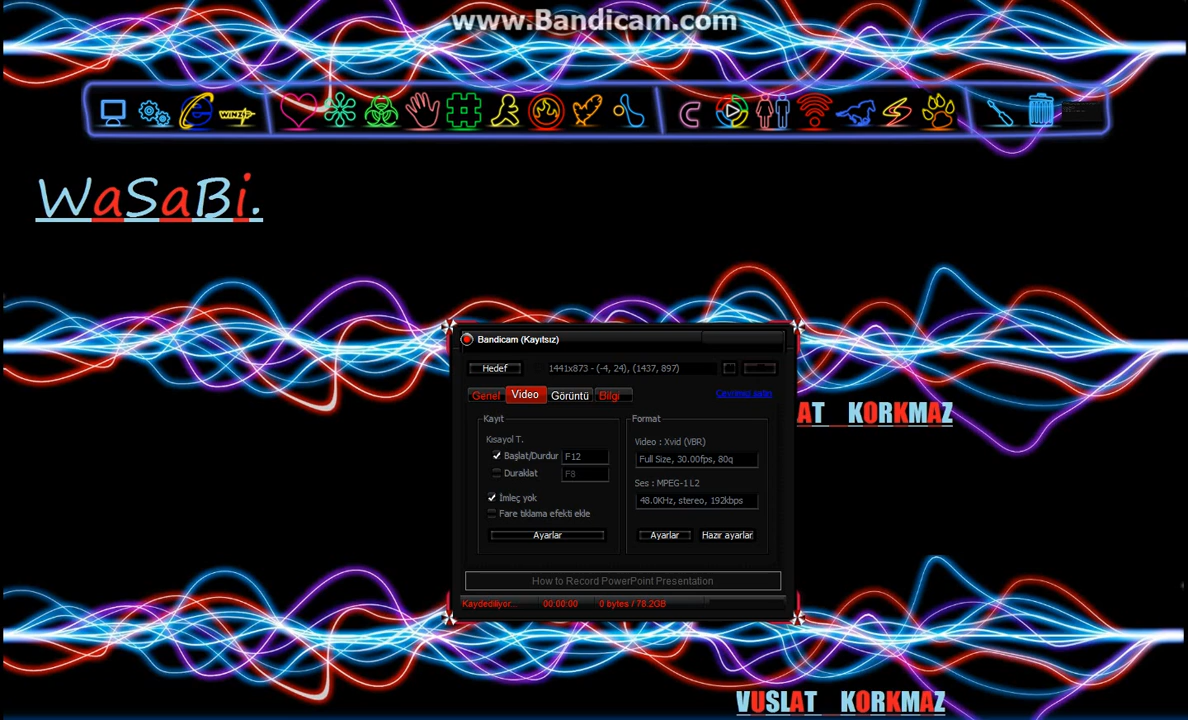 www.Bandicam.com
WINZIP
WaSaBi.
Bandicam (Kayıtsız)
Hedef
1441x873 - (-4, 24), (1437, 897)
Genel
Video
Görüntü
Bilgi
Çevrimiçi satın
AT KORKMAZ
Kayıt
Kısayol T.
Başlat/Durdur
F12
Duraklat
F8
İmleç yok
Fare tıklama efekti ekle
Ayarlar
Format
Video : Xvid (VBR)
Full Size, 30.00fps, 80q
Ses : MPEG-1 L2
48.0KHz, stereo, 192kbps
Ayarlar
Hazır ayarlar
How to Record PowerPoint Presentation
Kaydediliyor...
00:00:00
0 bytes / 78.2GB
VUSLAT KORKMAZ